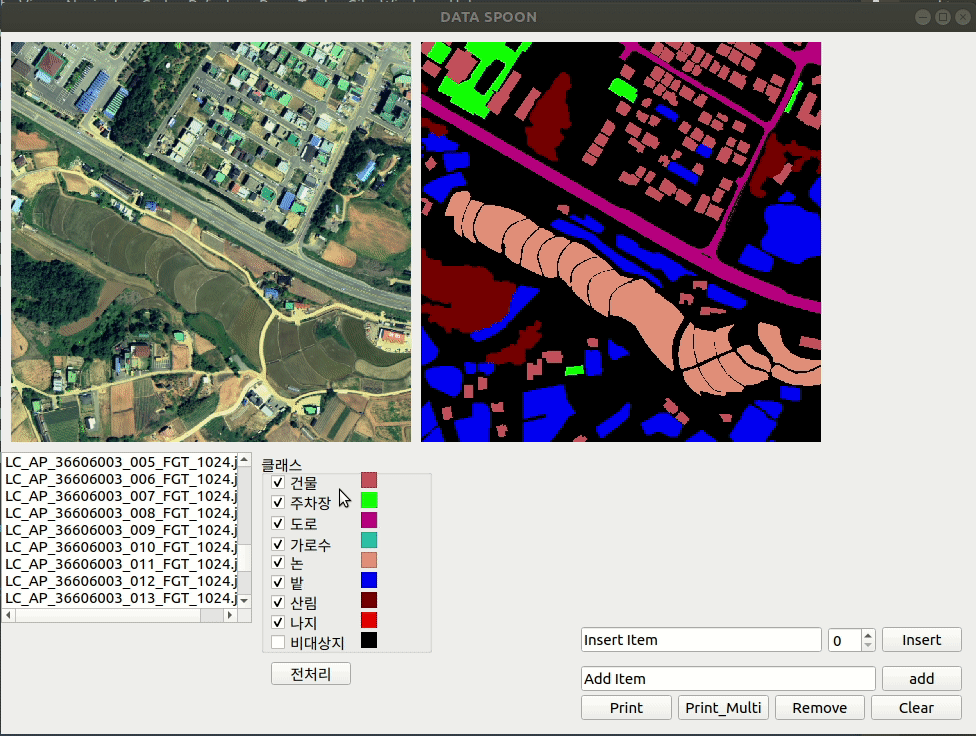 DATA SPOON
LC_AP_36606003_005_FGT_1024.j
LC_AP_36606003_006_FGT_1024.j
LC_AP_36606003_007_FGT_1024.j
LC_AP_36606003_008_FGT_1024.j
LC_AP_36606003_009_FGT_1024.j
LC_AP_36606003_010_FGT_1024.j
LC_AP_36606003_011_FGT_1024.j
LC_AP_36606003_012_FGT_1024.j
LC_AP_36606003_013_FGT_1024.j
클래스
건물
주차장
도로
가로수
논
밭
산림
나지
비대상지
전처리
Insert Item 0 Insert
Add Item add
Print Print_Multi Remove Clear